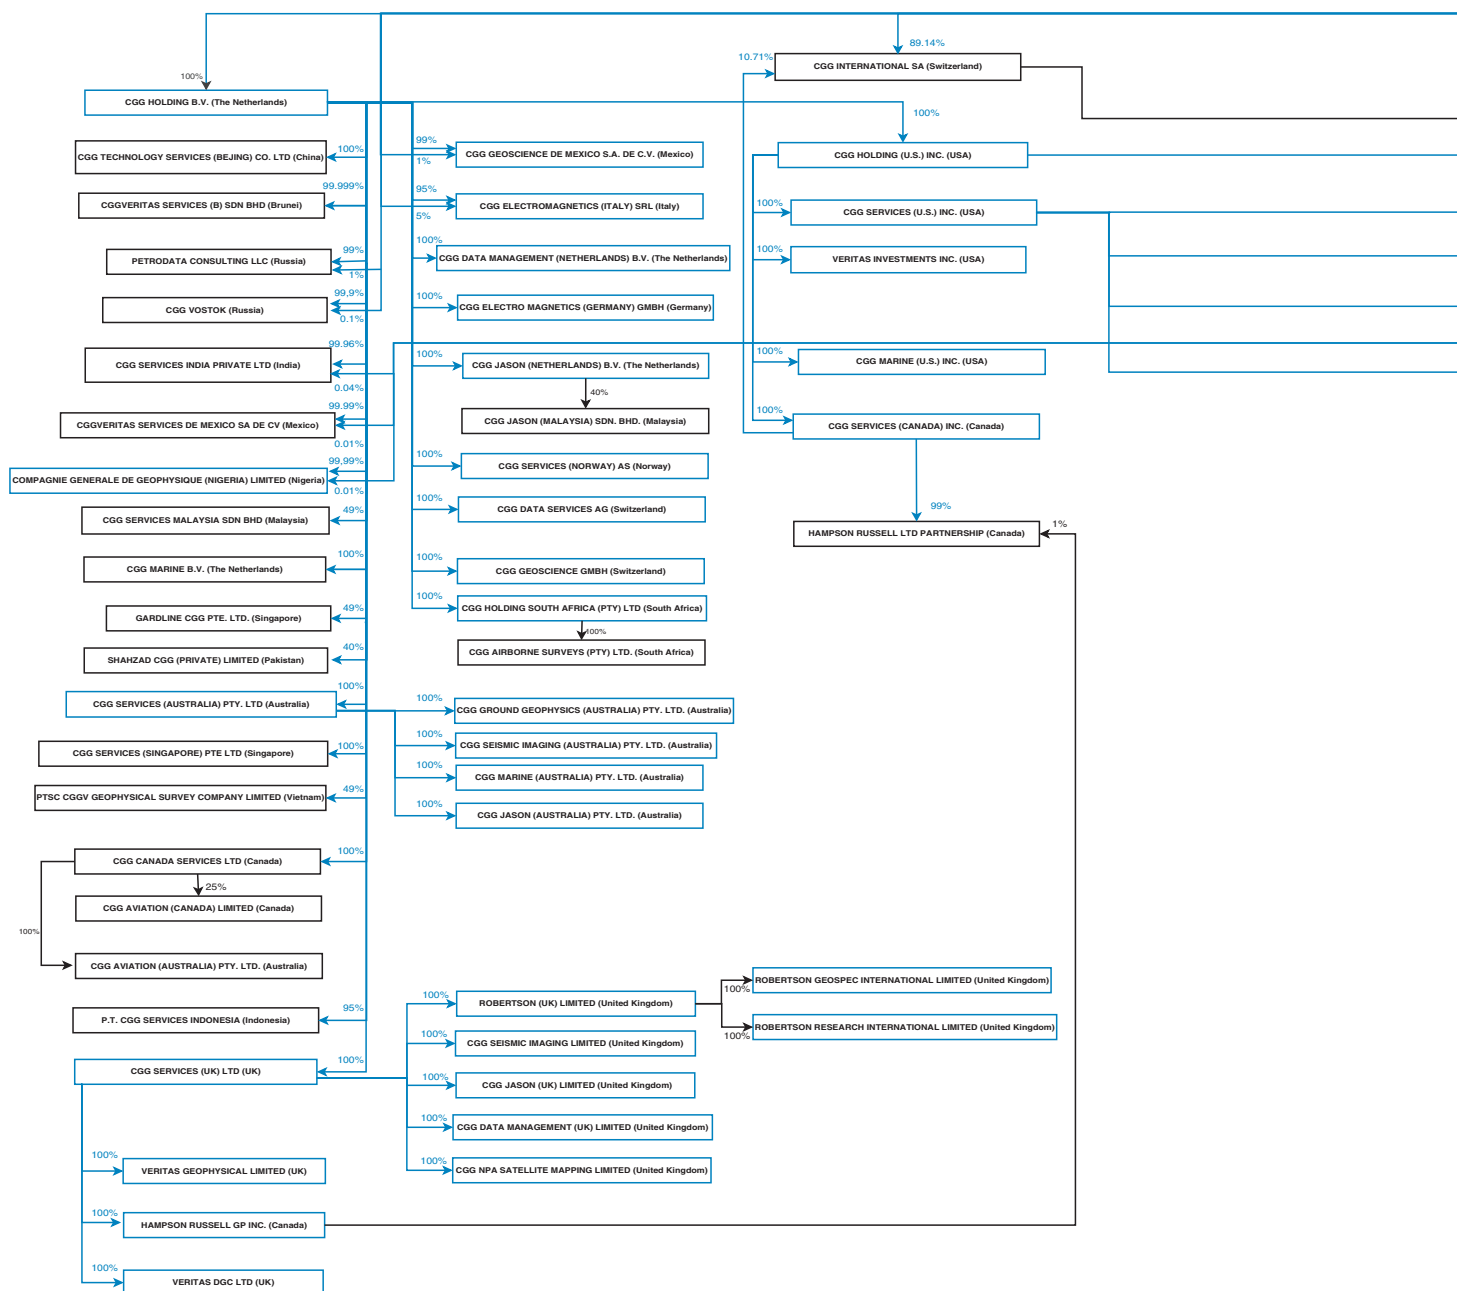 89.14%
10.71%
CGG INTERNATIONAL SA (Switzerland)
100%
CGG HOLDING B.V. (The Netherlands)
100%
CGG TECHNOLOGY SERVICES (BEJING) CO. LTD (China)
100%
99%
CGG GEOSCIENCE DE MEXICO S.A. DE C.V. (Mexico)
1%
CGG HOLDING (U.S.) INC. (USA)
99.999%
CGGVERITAS SERVICES (B) SDN BHD (Brunei)
95%
CGG ELECTROMAGNETICS (ITALY) SRL (Italy)
5%
100%
CGG SERVICES (U.S.) INC. (USA)
PETRODATA CONSULTING LLC (Russia)
99%
1%
100%
CGG DATA MANAGEMENT (NETHERLANDS) B.V. (The Netherlands)
100%
VERITAS INVESTMENTS INC. (USA)
CGG VOSTOK (Russia)
99,9%
0.1%
100%
CGG ELECTRO MAGNETICS (GERMANY) GMBH (Germany)
99.96%
CGG SERVICES INDIA PRIVATE LTD (India)
0.04%
100%
CGG JASON (NETHERLANDS) B.V. (The Netherlands)
40%
100%
CGG MARINE (U.S.) INC. (USA)
99.99%
CGGVERITAS SERVICES DE MEXICO SA DE CV (Mexico)
0.01%
CGG JASON (MALAYSIA) SDN. BHD. (Malaysia)
100%
CGG SERVICES (CANADA) INC. (Canada)
99,99%
COMPAGNIE GENERALE DE GEOPHYSIQUE (NIGERIA) LIMITED (Nigeria)
0.01%
100%
CGG SERVICES (NORWAY) AS (Norway)
CGG SERVICES MALAYSIA SDN BHD (Malaysia)
49%
100%
CGG DATA SERVICES AG (Switzerland)
99%
HAMPSON RUSSELL LTD PARTNERSHIP (Canada)
1%
CGG MARINE B.V. (The Netherlands)
100%
100%
CGG GEOSCIENCE GMBH (Switzerland)
GARDLINE CGG PTE. LTD. (Singapore)
49%
100%
CGG HOLDING SOUTH AFRICA (PTY) LTD (South Africa)
100%
SHAHZAD CGG (PRIVATE) LIMITED (Pakistan)
40%
CGG AIRBORNE SURVEYS (PTY) LTD. (South Africa)
CGG SERVICES (AUSTRALIA) PTY. LTD (Australia)
100%
100%
CGG GROUND GEOPHYSICS (AUSTRALIA) PTY. LTD. (Australia)
CGG SERVICES (SINGAPORE) PTE LTD (Singapore)
100%
100%
CGG SEISMIC IMAGING (AUSTRALIA) PTY. LTD. (Australia)
100%
CGG MARINE (AUSTRALIA) PTY. LTD. (Australia)
PTSC CGGV GEOPHYSICAL SURVEY COMPANY LIMITED (Vietnam)
49%
100%
CGG JASON (AUSTRALIA) PTY. LTD. (Australia)
CGG CANADA SERVICES LTD (Canada)
100%
25%
CGG AVIATION (CANADA) LIMITED (Canada)
100%
CGG AVIATION (AUSTRALIA) PTY. LTD. (Australia)
P.T. CGG SERVICES INDONESIA (Indonesia)
95%
100%
ROBERTSON (UK) LIMITED (United Kingdom)
ROBERTSON GEOSPEC INTERNATIONAL LIMITED (United Kingdom)
100%
ROBERTSON RESEARCH INTERNATIONAL LIMITED (United Kingdom)
100%
100%
CGG SEISMIC IMAGING LIMITED (United Kingdom)
CGG SERVICES (UK) LTD (UK)
100%
100%
CGG JASON (UK) LIMITED (United Kingdom)
100%
CGG DATA MANAGEMENT (UK) LIMITED (United Kingdom)
100%
VERITAS GEOPHYSICAL LIMITED (UK)
100%
CGG NPA SATELLITE MAPPING LIMITED (United Kingdom)
100%
HAMPSON RUSSELL GP INC. (Canada)
100%
VERITAS DGC LTD (UK)